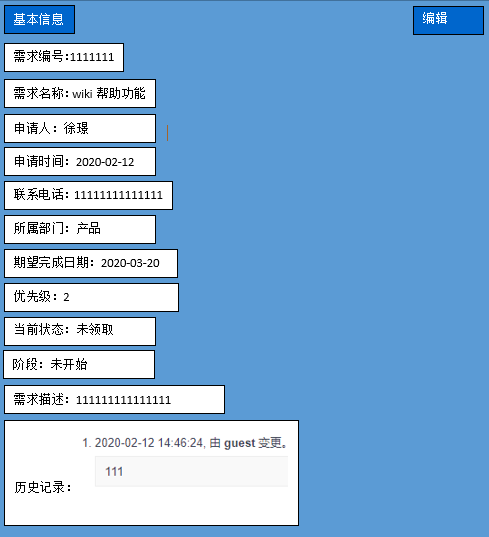 基本信息
编辑
需求编号:1111111
需求名称:wiki 帮助功能
申请人：徐璟
申请时间：2020-02-12
联系电话：11111111111111
所属部门：产品
期望完成日期：2020-03-20
优先级：2
当前状态：未领取
阶段：未开始
需求描述：111111111111111
1. 2020-02-12 14:46:24, 由 guest 变更。
111
历史记录：